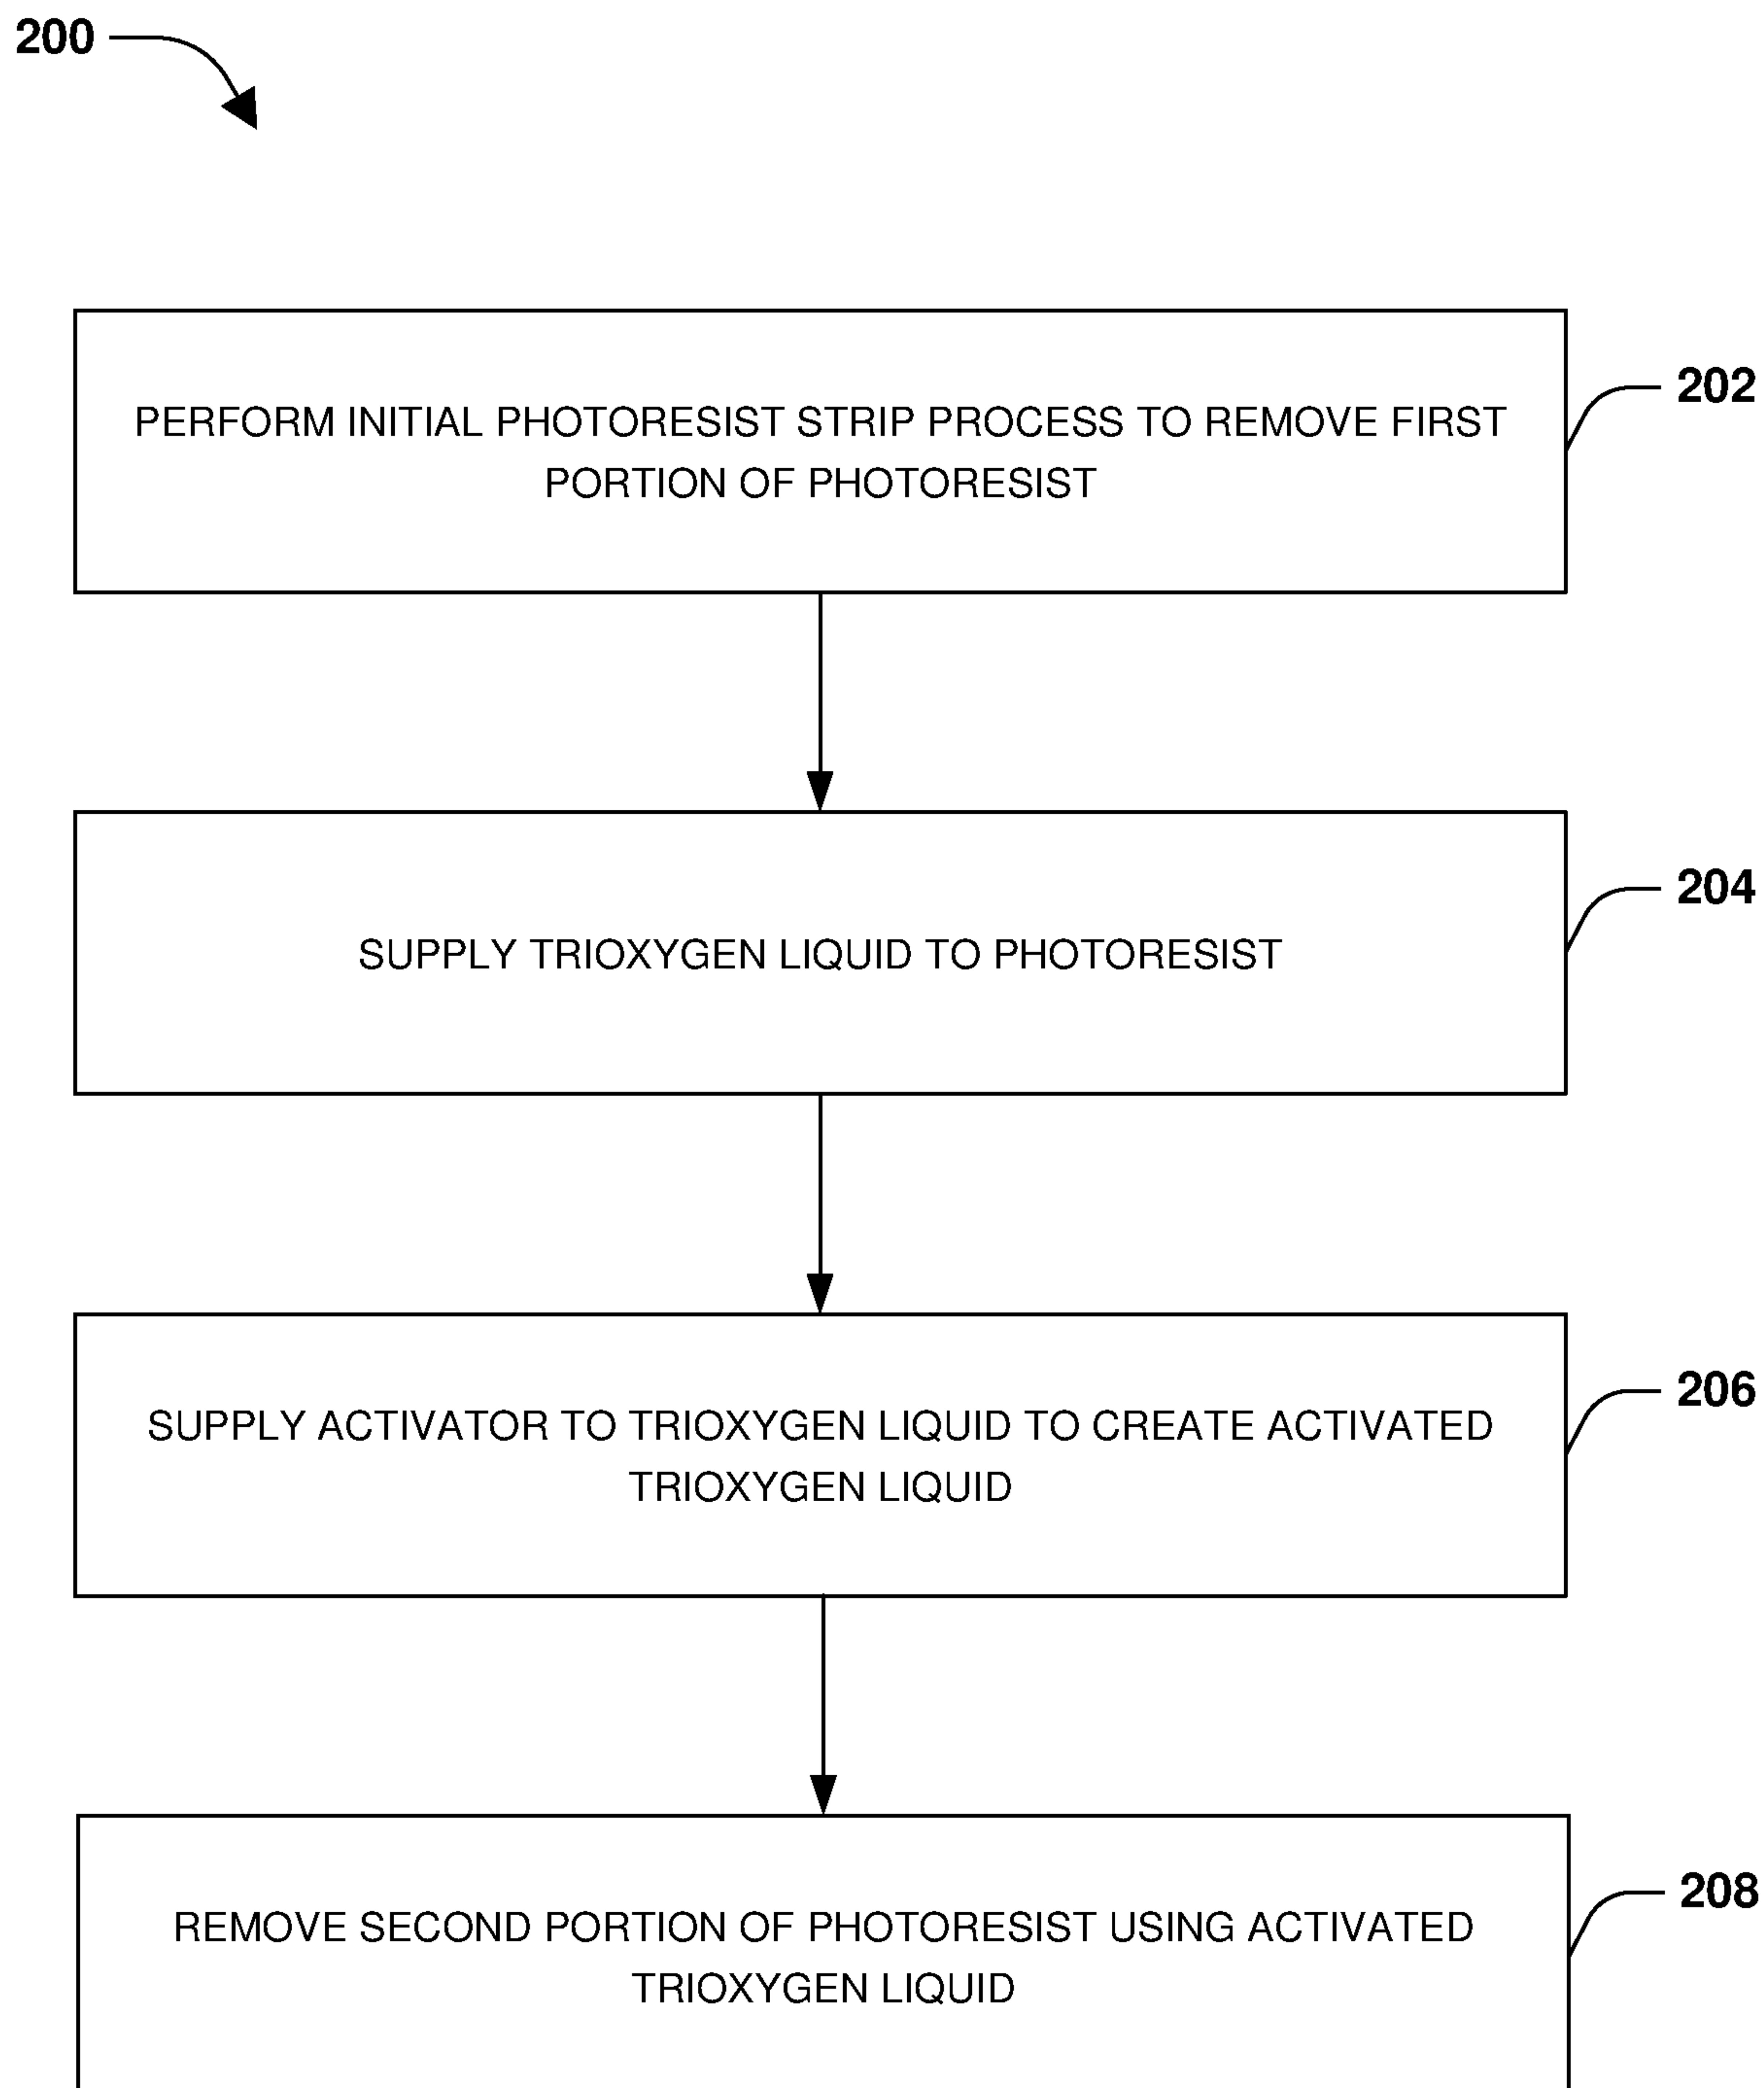 200
PERFORM INITIAL PHOTORESIST STRIP PROCESS TO REMOVE FIRST
PORTION OF PHOTORESIST
202
SUPPLY TRIOXYGEN LIQUID TO PHOTORESIST
204
SUPPLY ACTIVATOR TO TRIOXYGEN LIQUID TO CREATE ACTIVATED
TRIOXYGEN LIQUID
206
REMOVE SECOND PORTION OF PHOTORESIST USING ACTIVATED
TRIOXYGEN LIQUID
208